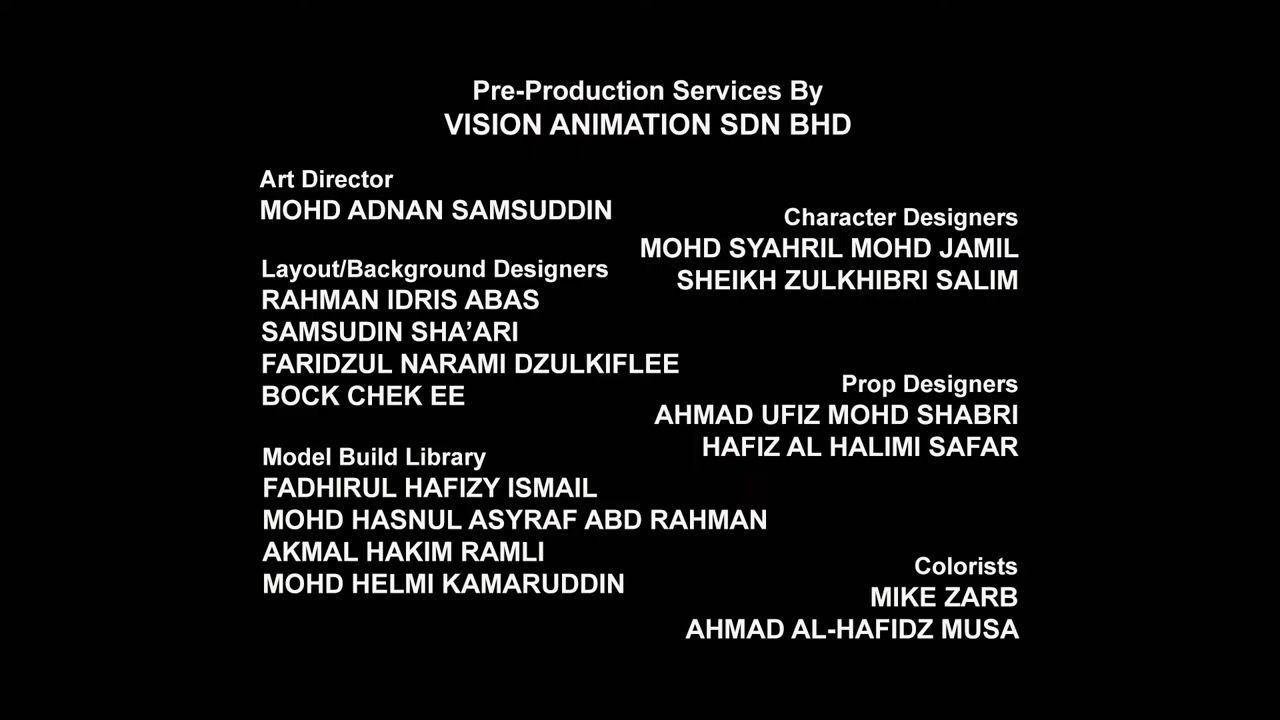 Pre-Production Services By
VISION ANIMATION SDN BHD
Art Director
MOHD ADNAN SAMSUDDIN
Character Designers
MOHD SYAHRIL MOHD JAMIL
SHEIKH ZULKHIBRI SALIM
Layout/Background Designers
RAHMAN IDRIS ABAS
SAMSUDIN SHA’ARI
FARIDZUL NARAMI DZULKIFLEE
BOCK CHEK EE
Prop Designers
AHMAD UFIZ MOHD SHABRI
HAFIZ AL HALIMI SAFAR
Model Build Library
FADHIRUL HAFIZY ISMAIL
MOHD HASNUL ASYRAF ABD RAHMAN
AKMAL HAKIM RAMLI
MOHD HELMI KAMARUDDIN
Colorists
MIKE ZARB
AHMAD AL-HAFIDZ MUSA